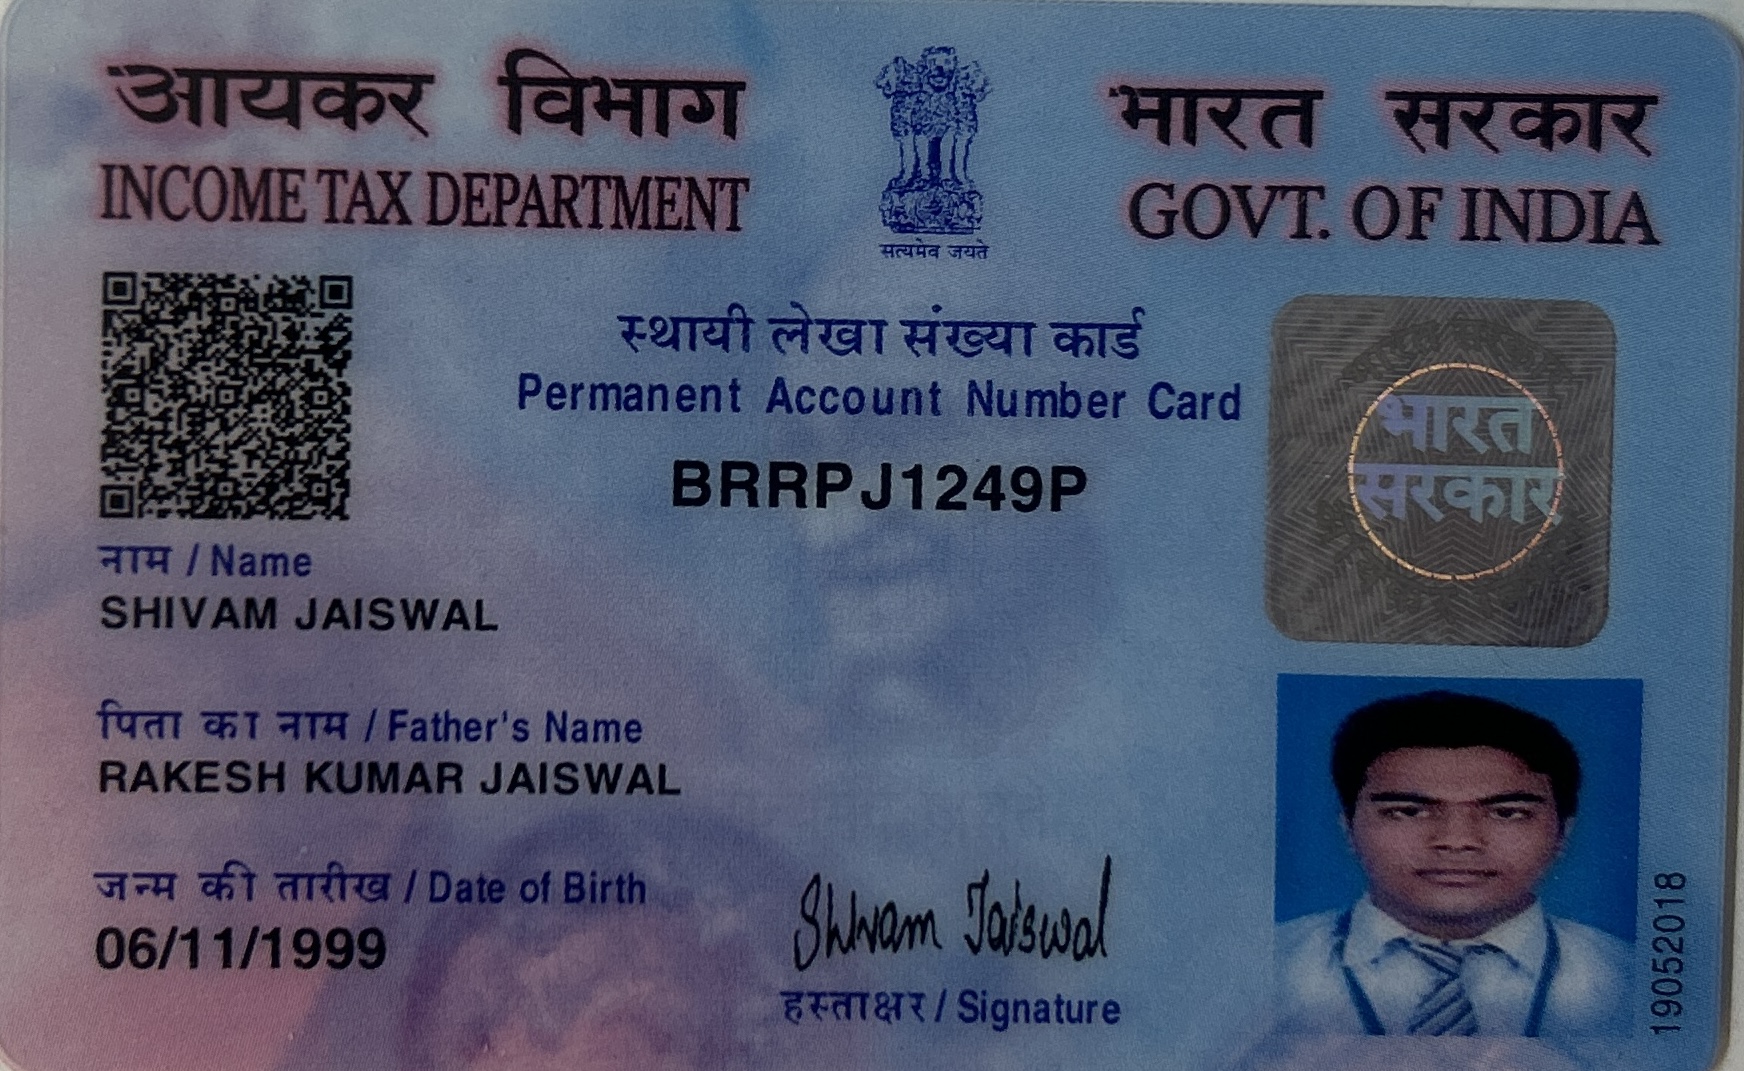 आयकर विभाग
INCOME TAX DEPARTMENT
सत्यमेव जयते
भारत सरकार
GOVT. OF INDIA
स्थायी लेखा संख्या कार्ड
Permanent Account Number Card
BRRPJ1249P
भारत
सरकार
नाम / Name
SHIVAM JAISWAL
पिता का नाम / Father's Name
RAKESH KUMAR JAISWAL
जन्म की तारीख / Date of Birth
06/11/1999
Shivam Jaiswal
हस्ताक्षर / Signature
19052018